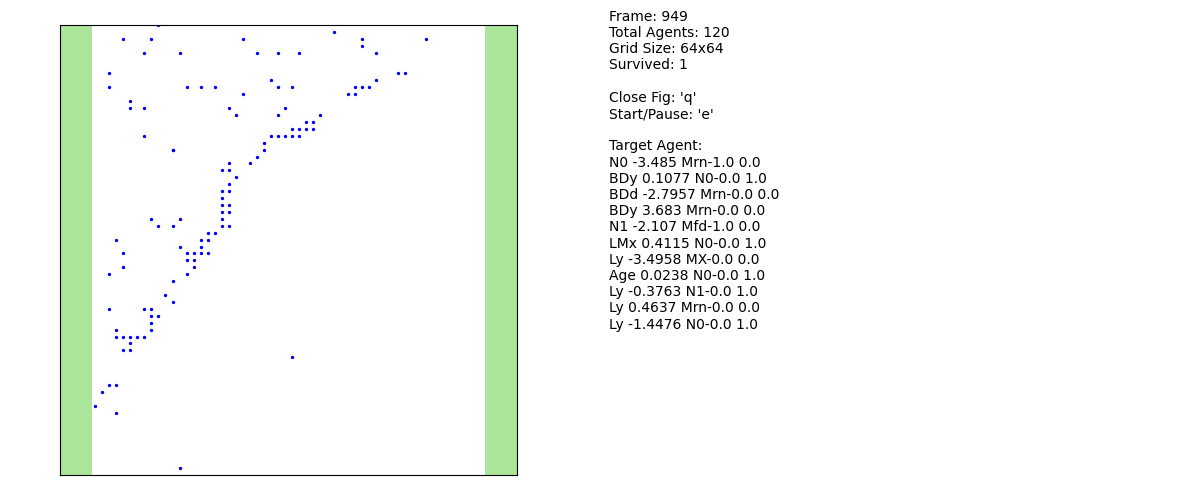 Frame: 949
Total Agents: 120
Grid Size: 64x64
Survived: 1
Close Fig: 'q'
Start/Pause: 'e'
Target Agent:
N0 -3.485 Mrn-1.0 0.0
BDy 0.1077 N0-0.0 1.0
BDd -2.7957 Mrn-0.0 0.0
BDy 3.683 Mrn-0.0 0.0
N1 -2.107 Mfd-1.0 0.0
LMx 0.4115 N0-0.0 1.0
Ly -3.4958 MX-0.0 0.0
Age 0.0238 N0-0.0 1.0
Ly -0.3763 N1-0.0 1.0
Ly 0.4637 Mrn-0.0 0.0
Ly -1.4476 N0-0.0 1.0